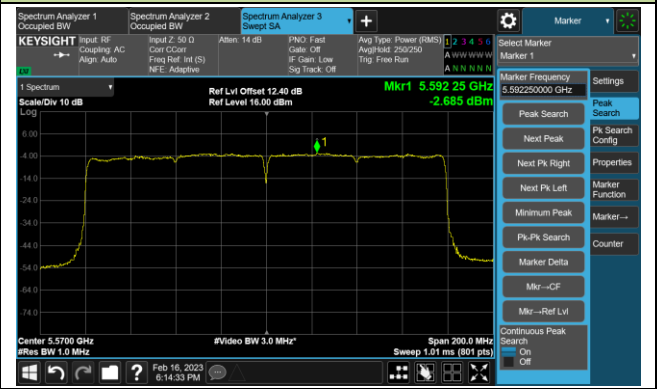 Spectrum Analyzer 1
Occupied BW
Spectrum Analyzer 2
Occupied BW
Spectrum Analyzer 3
Swept SA
Marker
KEYSIGHT
Input: RF
Coupling: AC
Align: Auto
Input Z: 50 Ω
Corr CCorr
Freq Ref: Int (S)
NFE: Adaptive
Atten: 14 dB
PNO: Fast
Gate: Off
IF Gain: Low
Sig Track: Off
Avg Type: Power (RMS)
Avg|Hold: 250/250
Trig: Free Run
1 2 3 4 5 6
A W W W W W
A N N N N N
Select Marker
Marker 1
1 Spectrum
Scale/Div 10 dB
Log
Ref Lvl Offset 12.40 dB
Ref Level 16.00 dBm
Mkr1 5.592 25 GHz
-2.685 dBm
1
6.00
-4.00
-14.0
-24.0
-34.0
-44.0
-54.0
-64.0
-74.0
Center 5.5700 GHz
#Res BW 1.0 MHz
#Video BW 3.0 MHz*
Span 200.0 MHz
Sweep 1.01 ms (801 pts)
Marker Frequency
5.592250000 GHz
Peak Search
Next Peak
Next Pk Right
Next Pk Left
Minimum Peak
Pk-Pk Search
Marker Delta
Mkr→CF
Mkr→Ref Lvl
Continuous Peak
Search
On
Off
Settings
Peak
Search
Pk Search
Config
Properties
Marker
Function
Marker→
Counter
Feb 16, 2023
6:14:33 PM